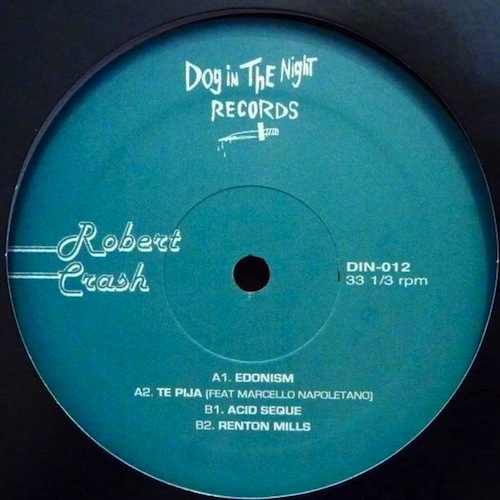 Dog in The Night
RECORDS
Robert
Crash
DIN-012
33 1/3 rpm
A1. EDONISM
A2. TE PIJA (FEAT MARCELLO NAPOLETANO)
B1. ACID SEQUE
B2. RENTON MILLS